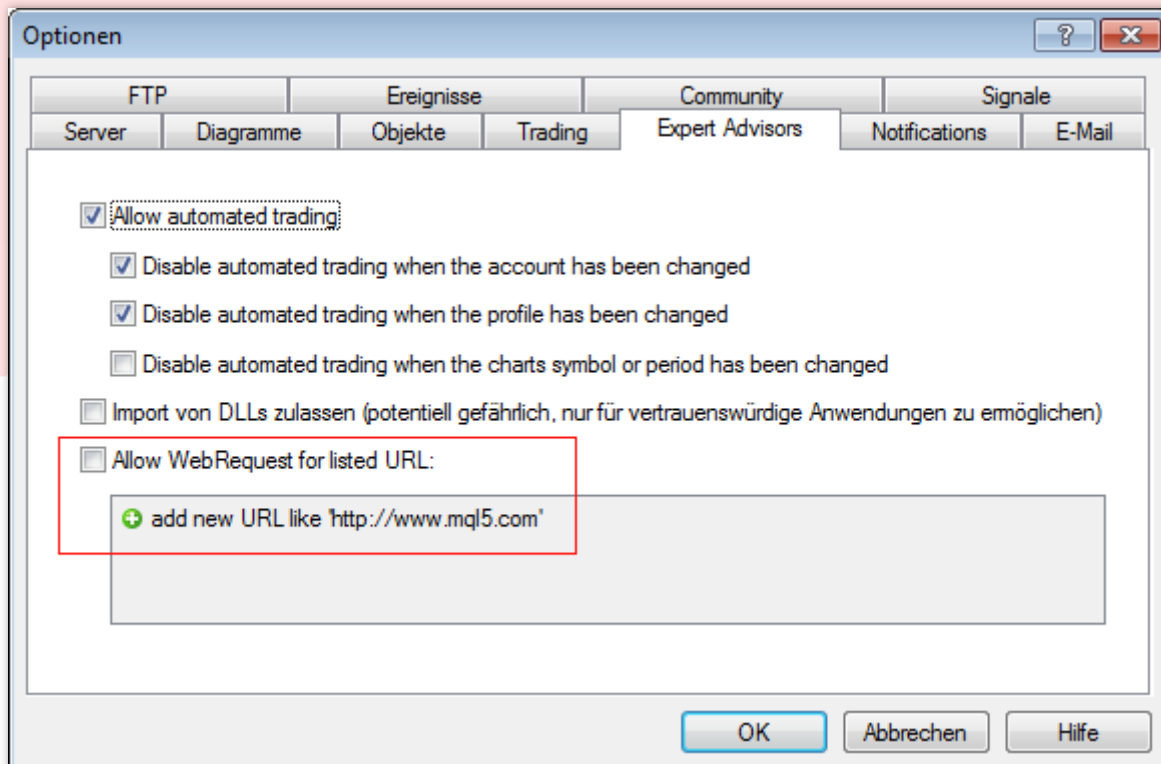 Optionen
FTP Ereignisse Community Signale
Server Diagramme Objekte Trading Expert Advisors Notifications E-Mail
Allow automated trading
Disable automated trading when the account has been changed
Disable automated trading when the profile has been changed
Disable automated trading when the charts symbol or period has been changed
Import von DLLs zulassen (potentiell gefährlich, nur für vertrauenswürdige Anwendungen zu ermöglichen)
Allow WebRequest for listed URL:
add new URL like 'http://www.mql5.com'
OK Abbrechen Hilfe